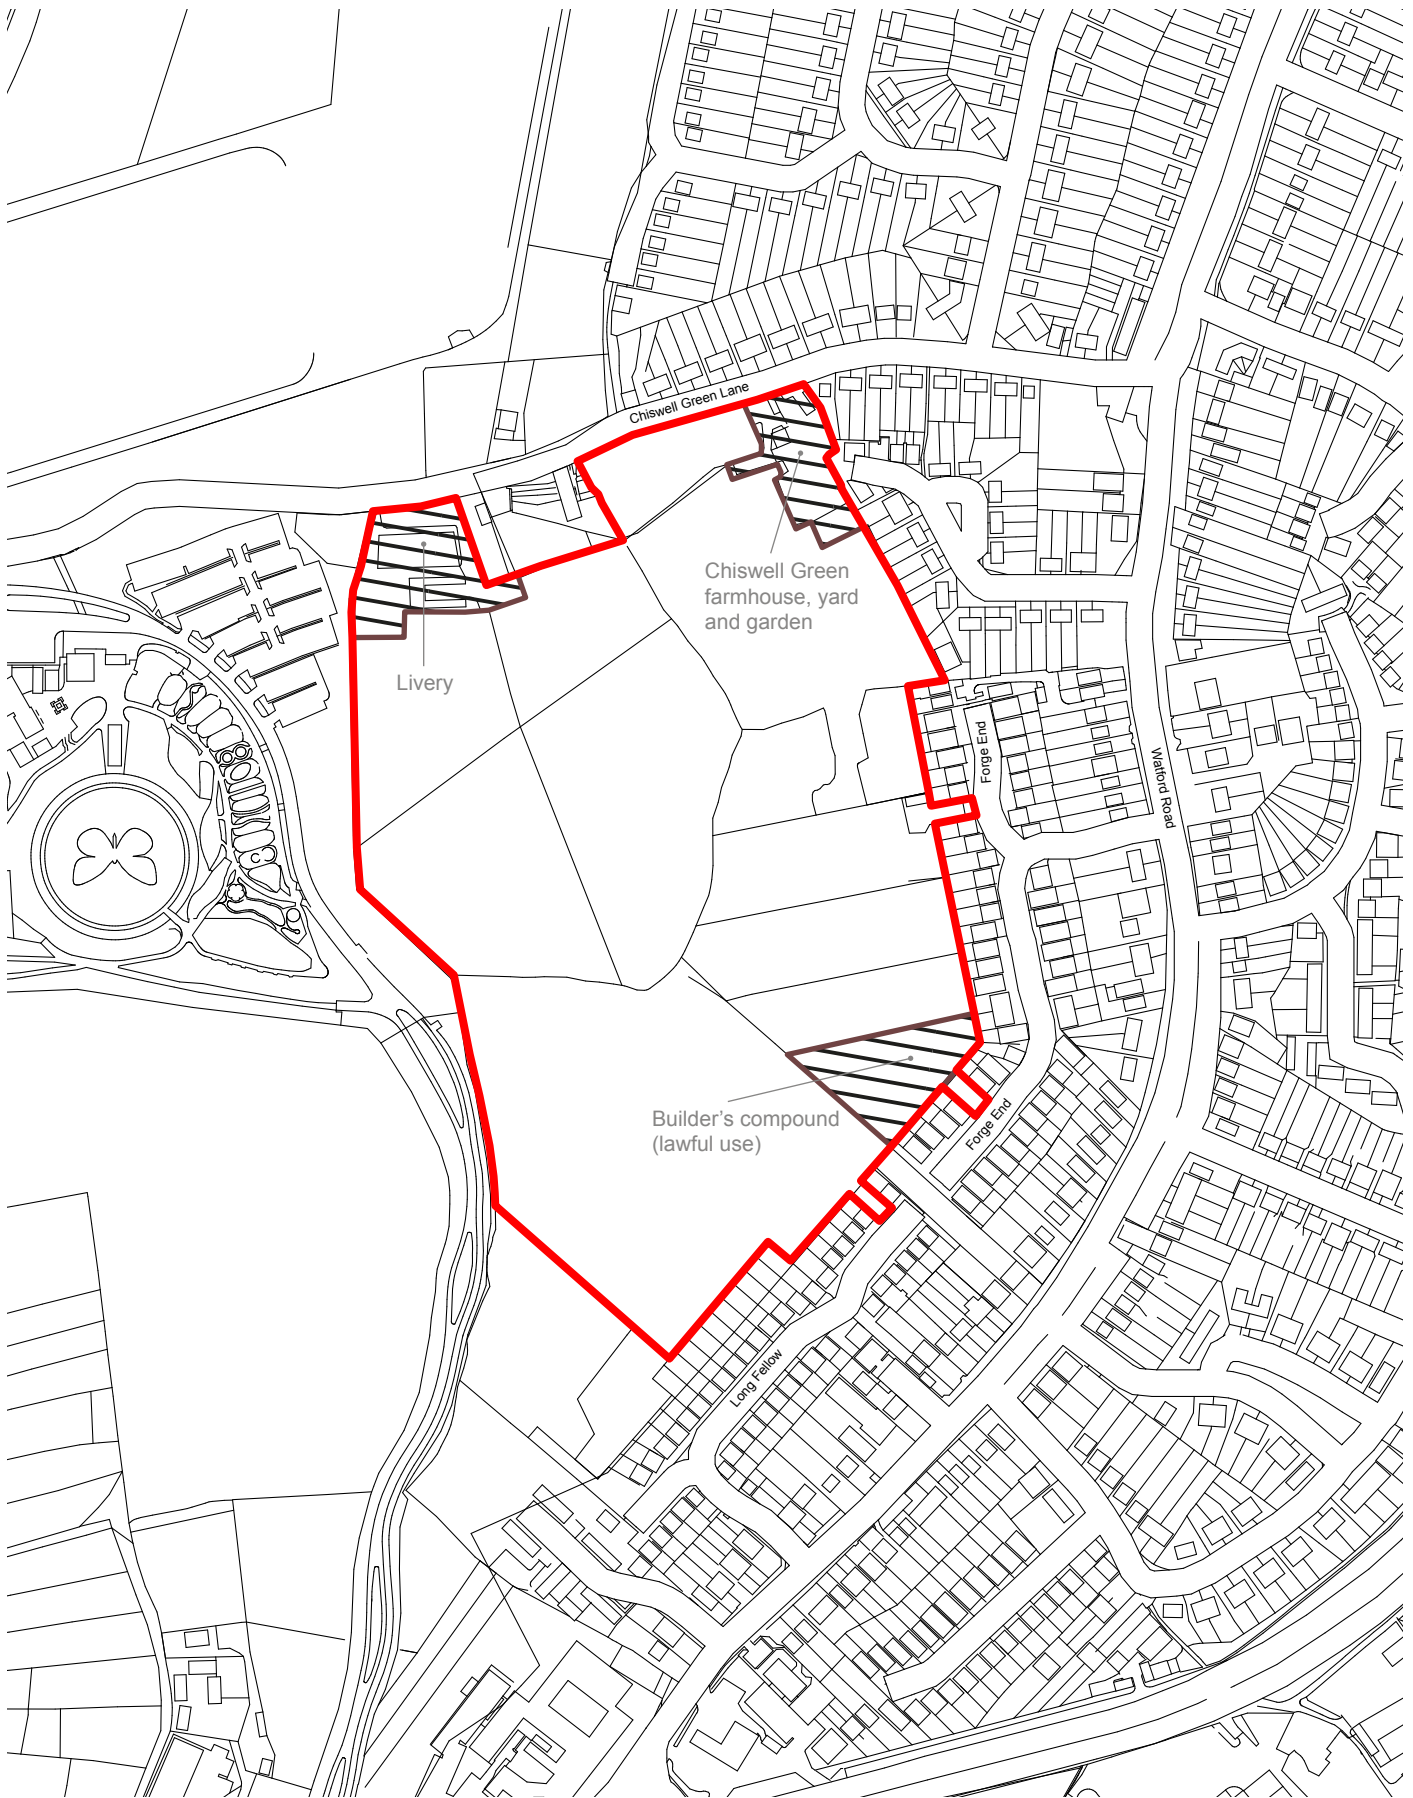 Chiswell Green Lane
Chiswell Green
farmhouse, yard
and garden
Livery
Forge End
Watford Road
Builder's compound
(lawful use)
Forge End
Long Fellow